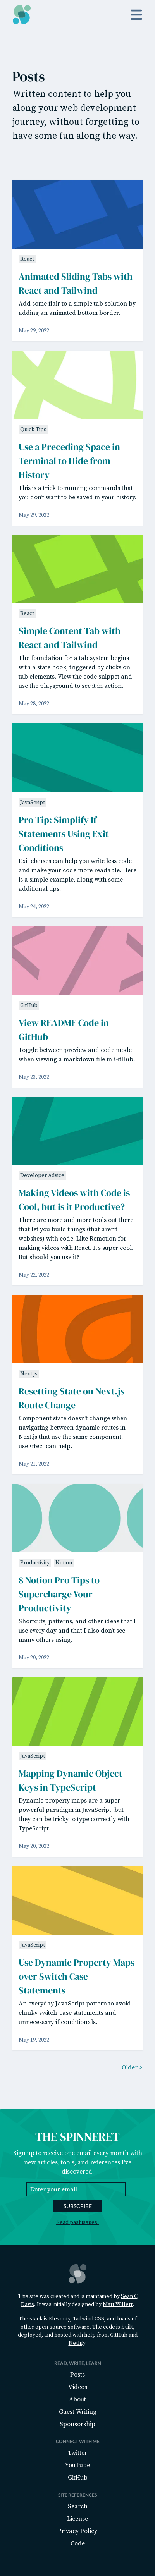 Posts
Written content to help you
along your web development
journey, without forgetting to
have some fun along the way.
React
Animated Sliding Tabs with
React and Tailwind
Add some flair to a simple tab solution by
adding an animated bottom border.
May 29, 2022
Quick Tips
Use a Preceding Space in
Terminal to Hide from
History
This is a trick to running commands that
you don't want to be saved in your history.
May 29, 2022
React
Simple Content Tab with
React and Tailwind
The foundation for a tab system begins
with a state hook, triggered by clicks on
tab elements. View the code snippet and
use the playground to see it in action.
May 28, 2022
JavaScript
Pro Tip: Simplify If
Statements Using Exit
Conditions
Exit clauses can help you write less code
and make your code more readable. Here
is a simple example, along with some
additional tips.
May 24, 2022
GitHub
View README Code in
GitHub
Toggle between preview and code mode
when viewing a markdown file in GitHub.
May 23, 2022
Developer Advice
Making Videos with Code is
Cool, but is it Productive?
There are more and more tools out there
that let you build things (that aren't
websites) with code. Like Remotion for
making videos with React. It's super cool.
But should you use it?
May 22, 2022
Next.js
Resetting State on Next.js
Route Change
Component state doesn't change when
navigating between dynamic routes in
Next.js that use the same component.
useEffect can help.
May 21, 2022
Productivity Notion
8 Notion Pro Tips to
Supercharge Your
Productivity
Shortcuts, patterns, and other ideas that I
use every day and that I also don't see
many others using.
May 20, 2022
JavaScript
Mapping Dynamic Object
Keys in TypeScript
Dynamic property maps are a super
powerful paradigm in JavaScript, but
they can be tricky to type correctly with
TypeScript.
May 20, 2022
JavaScript
Use Dynamic Property Maps
over Switch Case
Statements
An everyday JavaScript pattern to avoid
clunky switch-case statements and
unnecessary if conditionals.
May 19, 2022
Older >
THE SPINNERET
Sign up to receive one email every month with
new articles, tools, and references I've
discovered.
Enter your email
SUBSCRIBE
Read past issues.
This site was created and is maintained by Sean C
Davis. It was initially designed by Matt Willett.
The stack is Eleventy, Tailwind CSS, and loads of
other open-source software. The code is built,
deployed, and hosted with help from GitHub and
Netlify.
READ, WRITE, LEARN
Posts
Videos
About
Guest Writing
Sponsorship
CONNECT WITH ME
Twitter
YouTube
GitHub
SITE REFERENCES
Search
License
Privacy Policy
Code